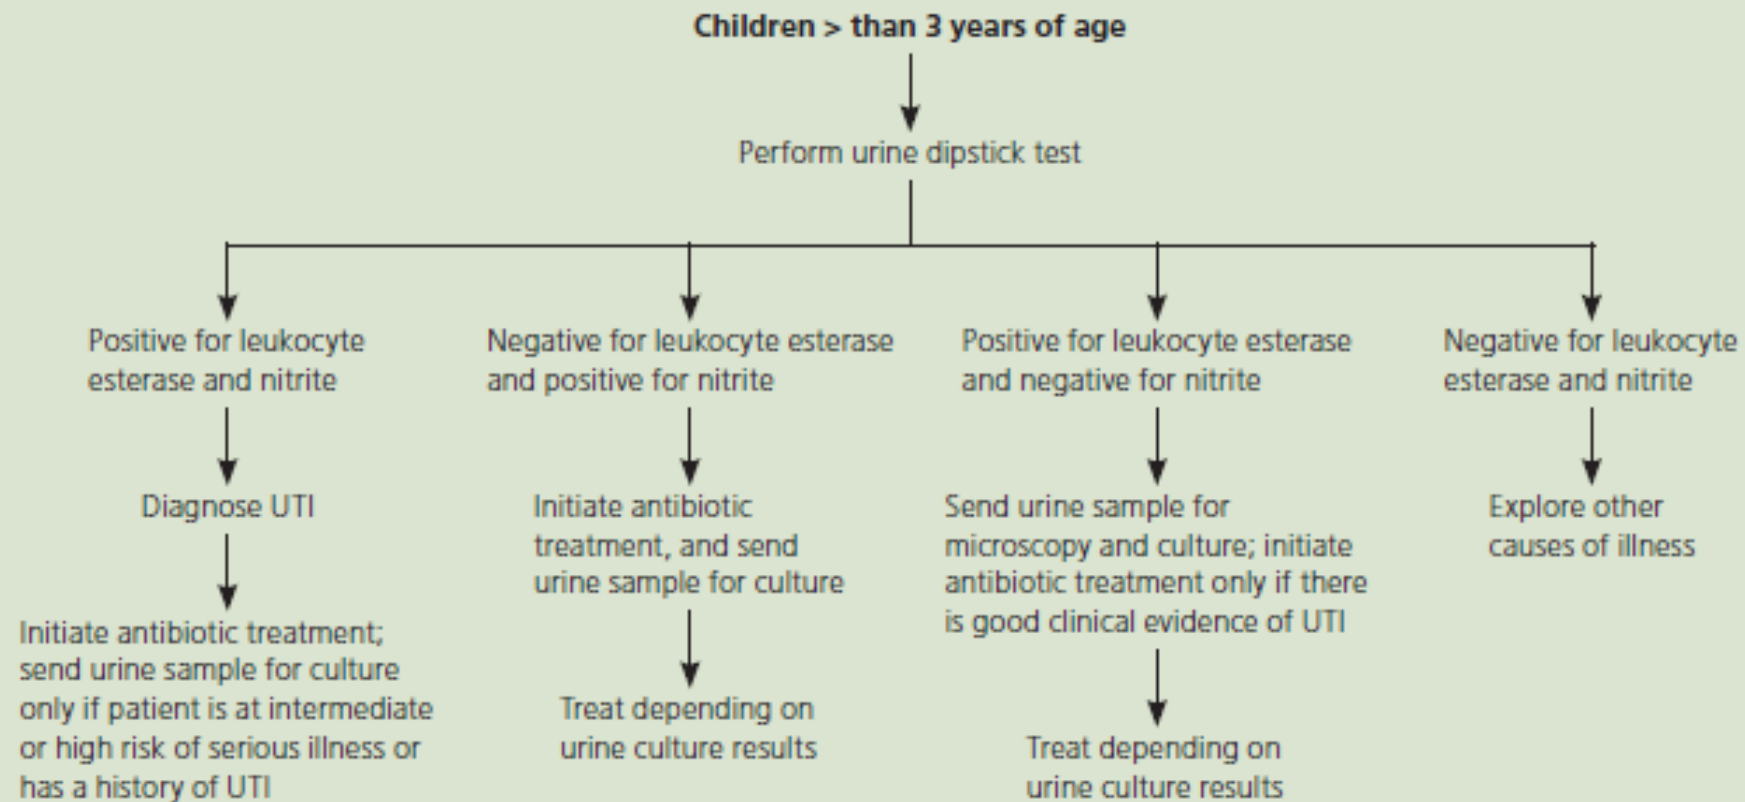 Children > than 3 years of age
Perform urine dipstick test
Positive for leukocyte
esterase and nitrite
Diagnose UTI
Initiate antibiotic treatment;
send urine sample for culture
only if patient is at intermediate
or high risk of serious illness or
has a history of UTI
Negative for leukocyte esterase
and positive for nitrite
Initiate antibiotic
treatment, and send
urine sample for culture
Treat depending on
urine culture results
Positive for leukocyte esterase
and negative for nitrite
Send urine sample for
microscopy and culture; initiate
antibiotic treatment only if there
is good clinical evidence of UTI
Treat depending on
urine culture results
Negative for leukocyte
esterase and nitrite
Explore other
causes of illness